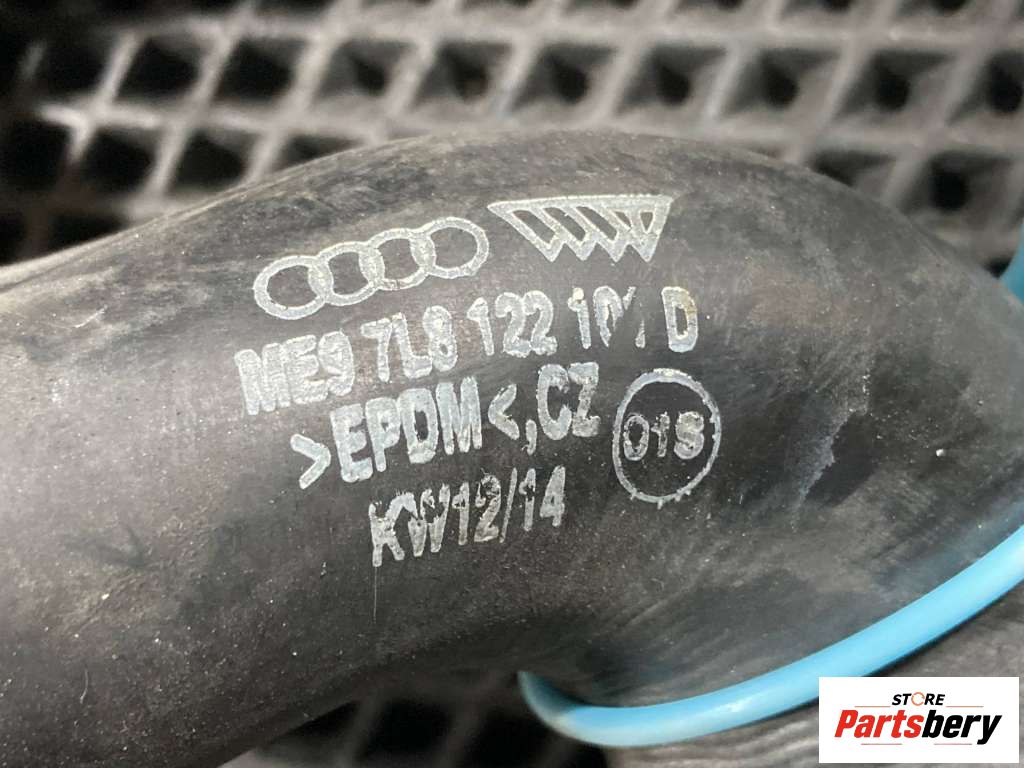 ME9 7L8 122 101 D
>EPDM<,CZ
01S
KW12/14
STORE
Partsbery